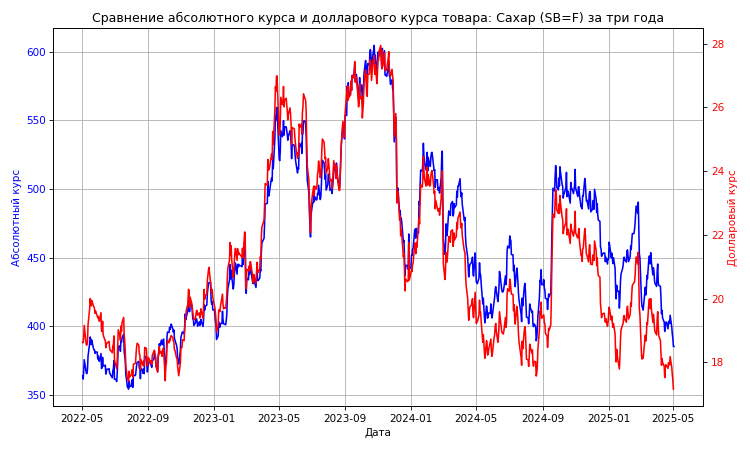 Сравнение абсолютного курса и долларового курса товара: Сахар (SB=F) за три года
Абсолютный курс
600
550
500
450
400
350
28
26
24
22
20
18
Долларовый курс
2022-05 2022-09 2023-01 2023-05 2023-09 2024-01 2024-05 2024-09 2025-01 2025-05
Дата